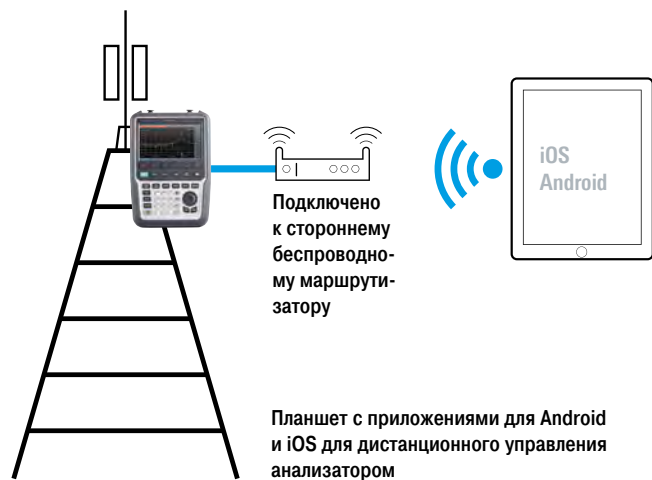 iOS
Android
Подключено
к стороннему
беспроводно-
му маршрути-
затору
Планшет с приложениями для Android
и iOS для дистанционного управления
анализатором